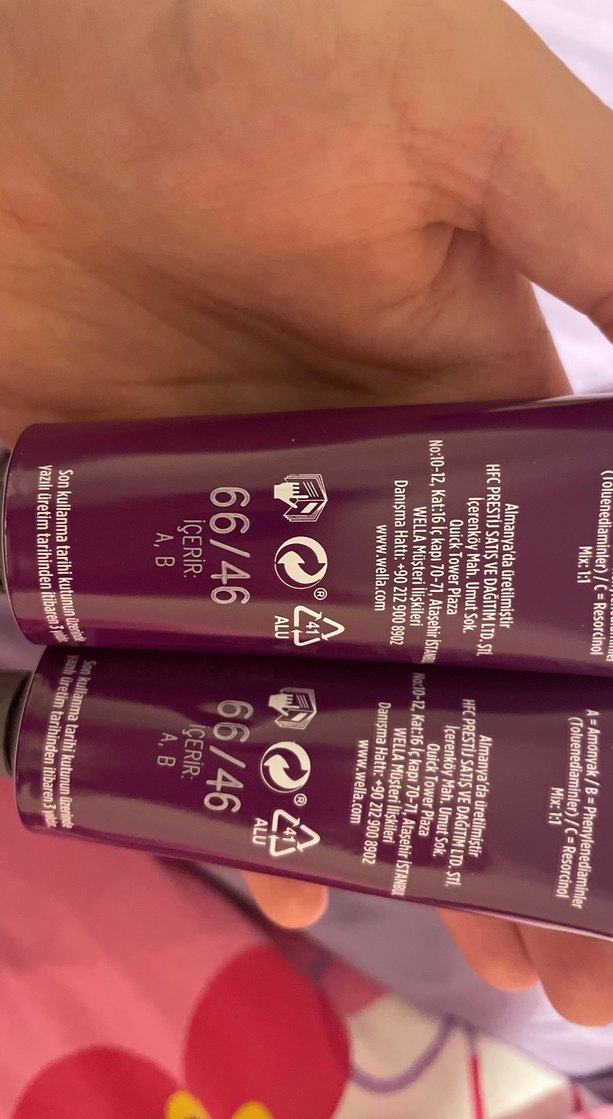 (Toluenediaminler) / C = Resorcinol
Mix: 1:1
Almanya'da üretilmiştir
HFC PRESTİJ SATIŞ VE DAĞITIM LTD. ŞTİ.
İçerenköy Mah. Umut Sok.
Quick Tower Plaza
No:10-12, Kat:16 İç kapı 70-71, Ataşehir İSTANBUL
WELLA Müşteri İlişkileri
Danışma Hattı: +90 212 900 8902
www.wella.com
41
ALU
66/46
İÇERİR:
A, B
Son kullanma tarihi kutunun üzerinde
yazılı üretim tarihinden itibaren 3 yıldır.
A = Amonyak / B = Phenylenediaminler
(Toluenediaminler) / C = Resorcinol
Mix: 1:1
Almanya'da üretilmiştir
HFC PRESTİJ SATIŞ VE DAĞITIM LTD. ŞTİ.
İçerenköy Mah. Umut Sok.
Quick Tower Plaza
No:10-12, Kat:16 İç kapı 70-71, Ataşehir İSTANBUL
WELLA Müşteri İlişkileri
Danışma Hattı: +90 212 900 8902
www.wella.com
41
ALU
66/46
İÇERİR:
A, B
Son kullanma tarihi kutunun üzerinde
yazılı üretim tarihinden itibaren 3 yıldır.